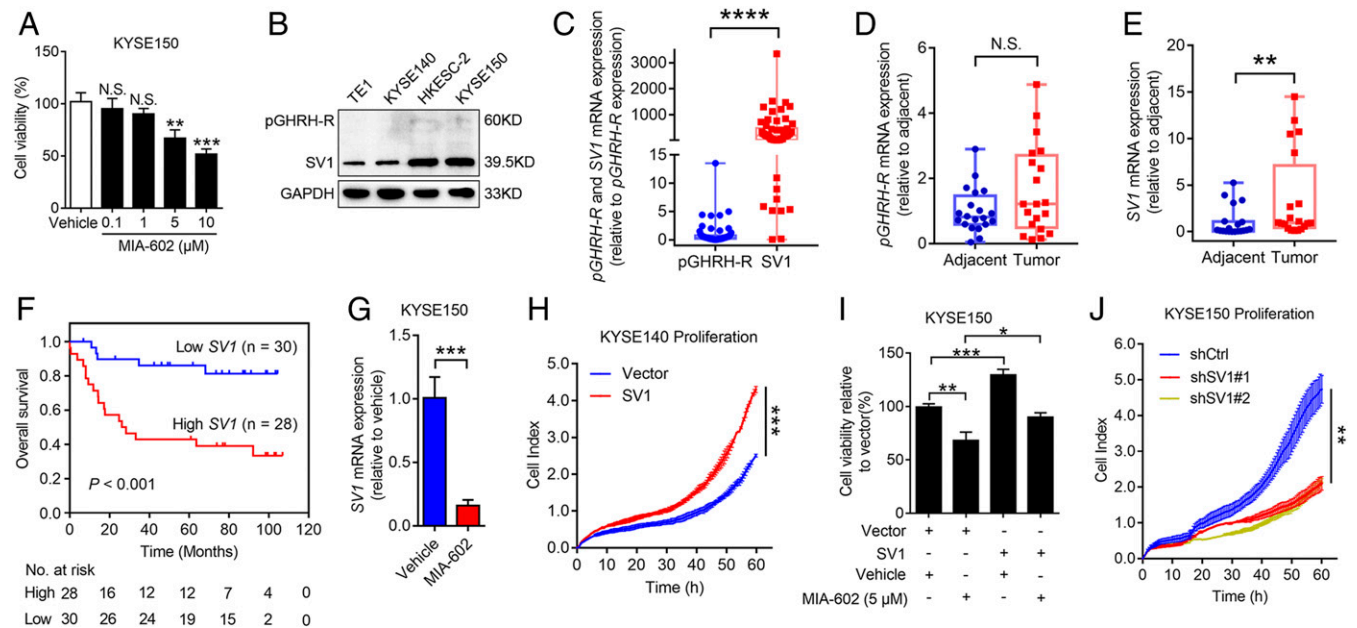 A
KYSE150
Cell viability (%)
150
100
50
0
N.S.
N.S.
**
***
Vehicle 0.1 1 5 10
MIA-602 (µM)
B
TE1
KYSE140
HKESC-2
KYSE150
pGHRH-R 60KD
SV1 39.5KD
GAPDH 33KD
C
****
pGHRH-R and SV1 mRNA expression
(relative to pGHRH-R expression)
3000
1000
15
10
5
0
pGHRH-R SV1
D
N.S.
pGHRH-R mRNA expression
(relative to adjacent)
6
4
2
0
Adjacent Tumor
E
**
SV1 mRNA expression
(relative to adjacent)
20
15
10
5
0
Adjacent Tumor
F
Overall survival
1.0
0.8
0.6
0.4
0.2
0.0
Low SV1 (n = 30)
High SV1 (n = 28)
P < 0.001
0 20 40 60 80 100 120
Time (Months)
No. at risk
High 28 16 12 12 7 4 0
Low 30 26 24 19 15 2 0
G
KYSE150
SV1 mRNA expression
(relative to vehicle)
1.5
1.0
0.5
0.0
***
Vehicle
MIA-602
H
KYSE140 Proliferation
Cell Index
5.0
4.0
3.0
2.0
1.0
0.0
Vector
SV1
***
0 10 20 30 40 50 60
Time (h)
I
KYSE150
Cell viability relative
to vector(%)
150
100
50
0
*
***
**
Vector + + - -
SV1 - - + +
Vehicle + - + -
MIA-602 (5 µM) - + - +
J
KYSE150 Proliferation
Cell Index
6.0
5.0
4.0
3.0
2.0
1.0
0.0
shCtrl
shSV1#1
shSV1#2
**
0 10 20 30 40 50 60
Time (h)